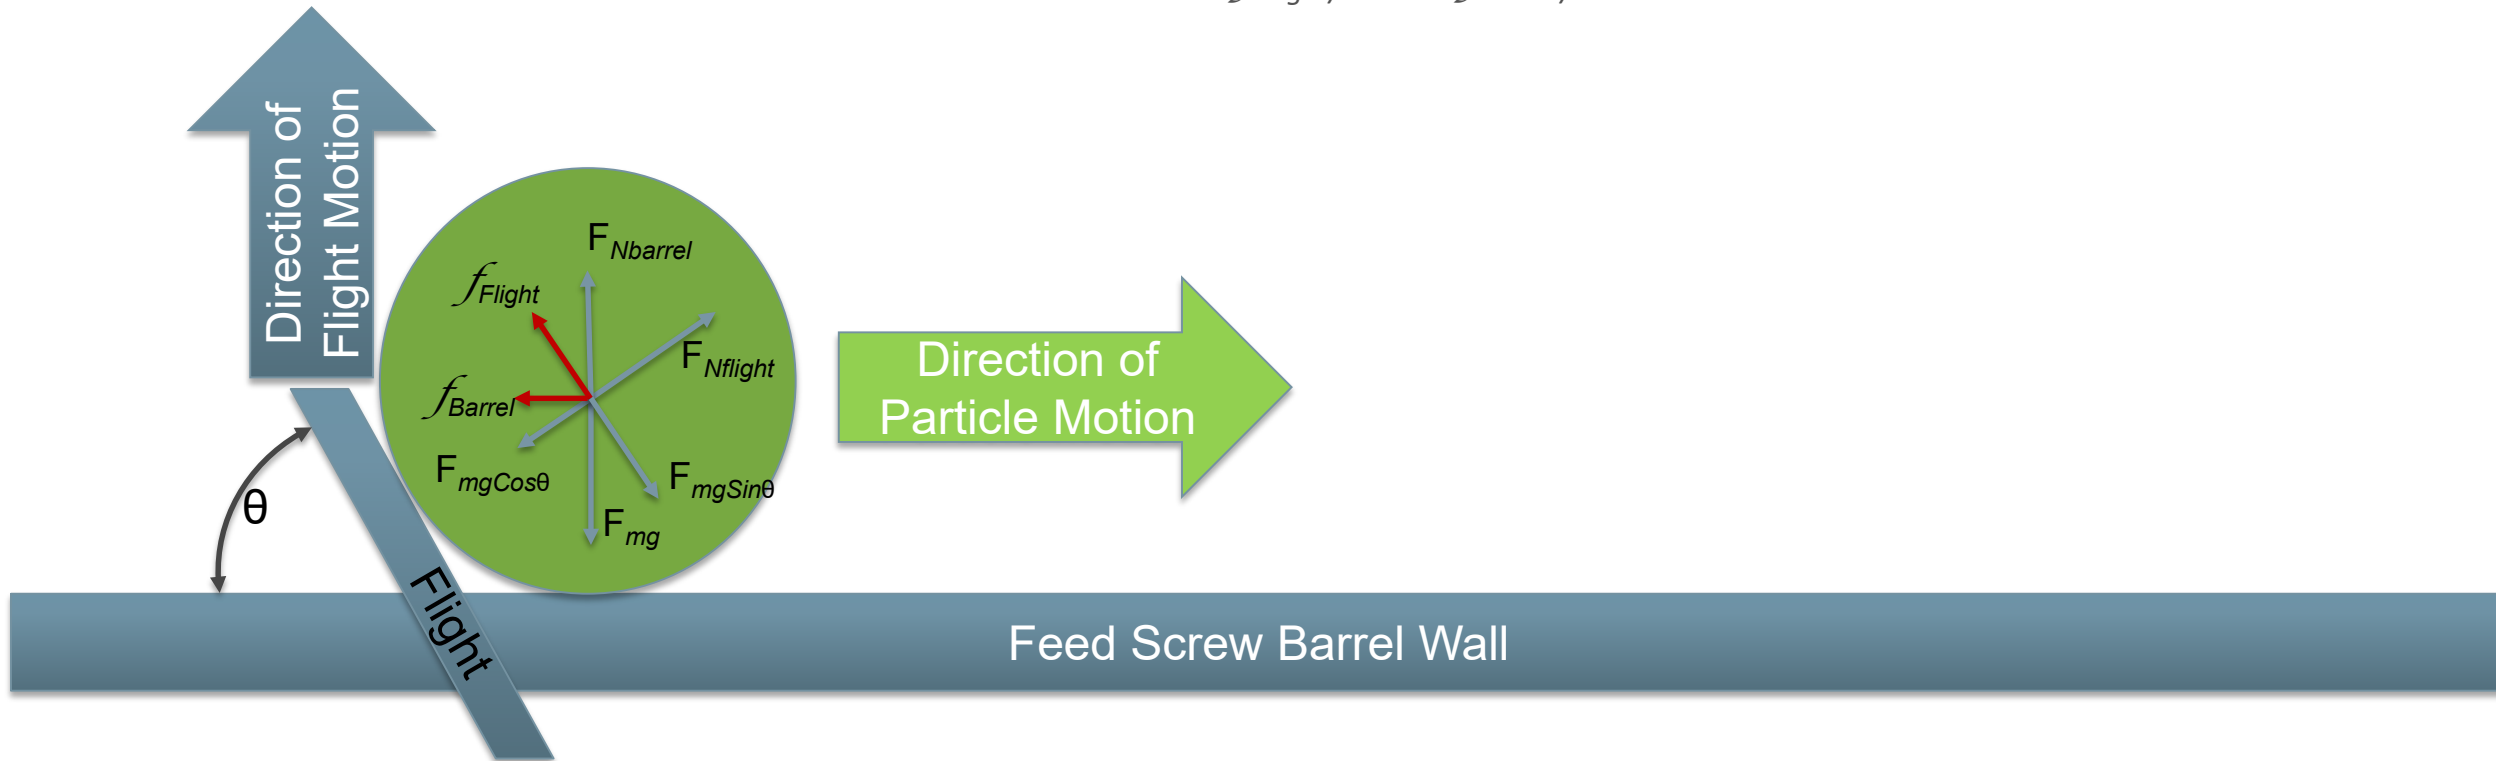 Direction of
Flight Motion
F Nbarrel
f Flight
F Nflight
f Barrel
F mgCosθ
F mgSinθ
F mg
Direction of
Particle Motion
θ
Flight
Feed Screw Barrel Wall